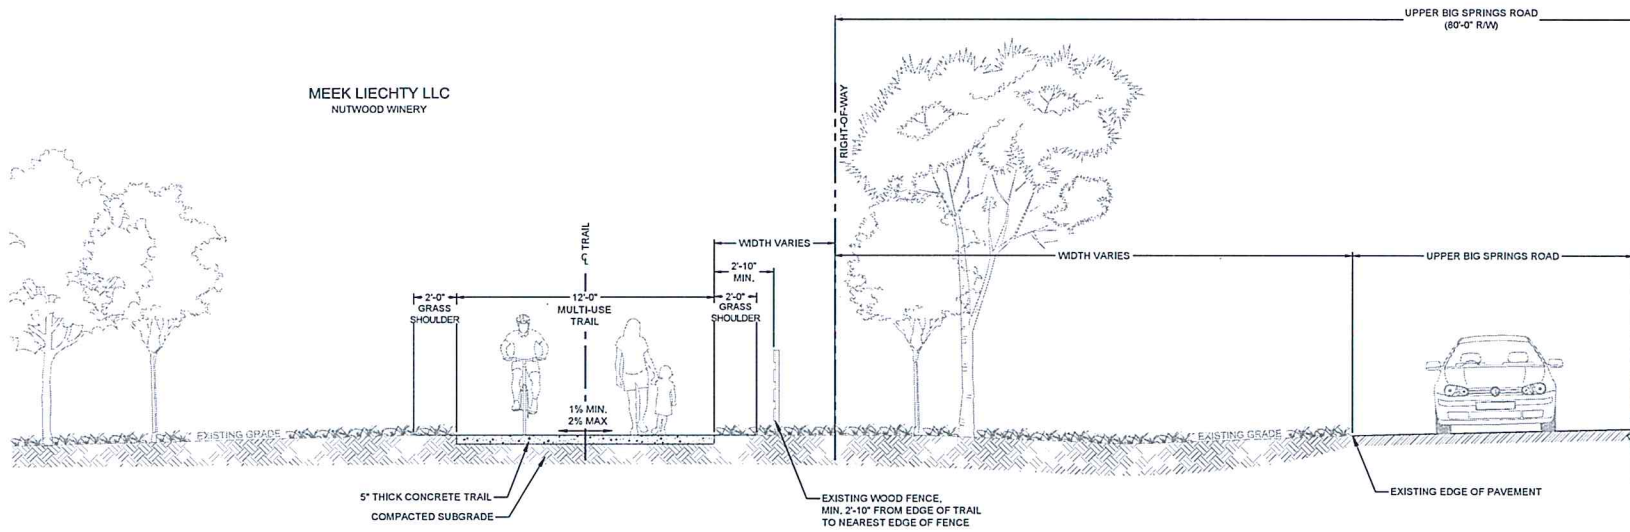 UPPER BIG SPRINGS ROAD
(80'-0" R/W)
MEEK LIECHTY LLC
NUTWOOD WINERY
RIGHT-OF-WAY
℄ TRAIL
WIDTH VARIES
WIDTH VARIES
UPPER BIG SPRINGS ROAD
2'-10"
MIN.
2'-0"
GRASS
SHOULDER
12'-0"
MULTI-USE
TRAIL
2'-0"
GRASS
SHOULDER
1% MIN.
2% MAX
EXISTING GRADE
EXISTING GRADE
5" THICK CONCRETE TRAIL
COMPACTED SUBGRADE
EXISTING WOOD FENCE,
MIN. 2'-10" FROM EDGE OF TRAIL
TO NEAREST EDGE OF FENCE
EXISTING EDGE OF PAVEMENT